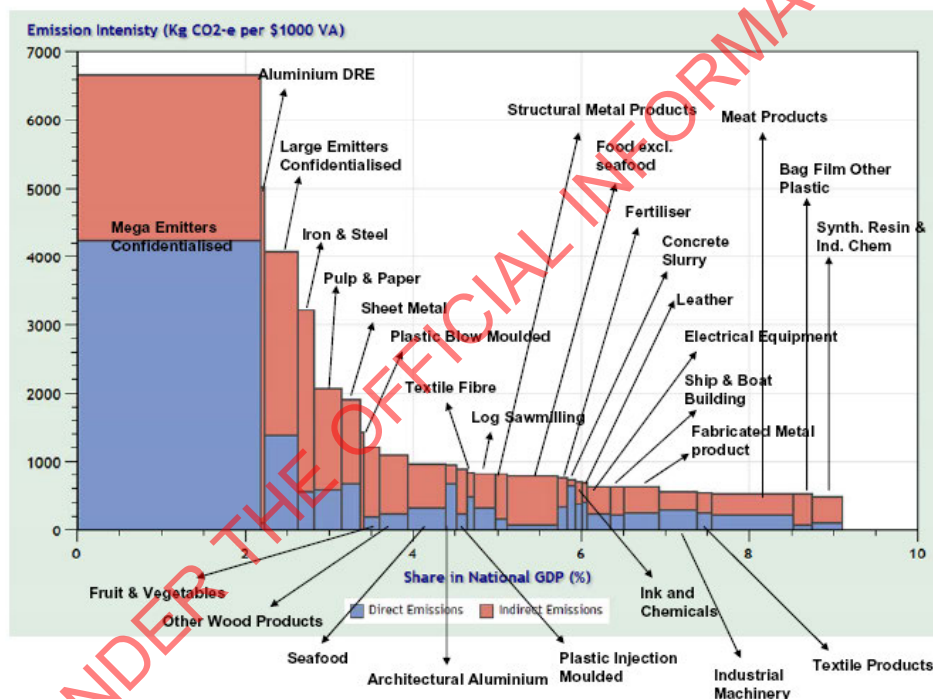 Emission Intenisty (Kg CO2-e per $1000 VA)
7000
6000
5000
4000
3000
2000
1000
0
Aluminium DRE
Large Emitters
Confidentialised
Mega Emitters
Confidentialised
Iron & Steel
Pulp & Paper
Sheet Metal
Plastic Blow Moulded
Textile Fibre
Log Sawmilling
Structural Metal Products
Food excl.
seafood
Meat Products
Bag Film Other
Plastic
Fertiliser
Synth. Resin &
Ind. Chem
Concrete
Slurry
Leather
Electrical Equipment
Ship & Boat
Building
Fabricated Metal
product
0
2
4
6
8
10
Share in National GDP (%)
Direct Emissions
Indirect Emissions
Fruit & Vegetables
Other Wood Products
Seafood
Architectural Aluminium
Plastic Injection
Moulded
Ink and
Chemicals
Industrial
Machinery
Textile Products
NDER THE OFFICIAL INFORMA